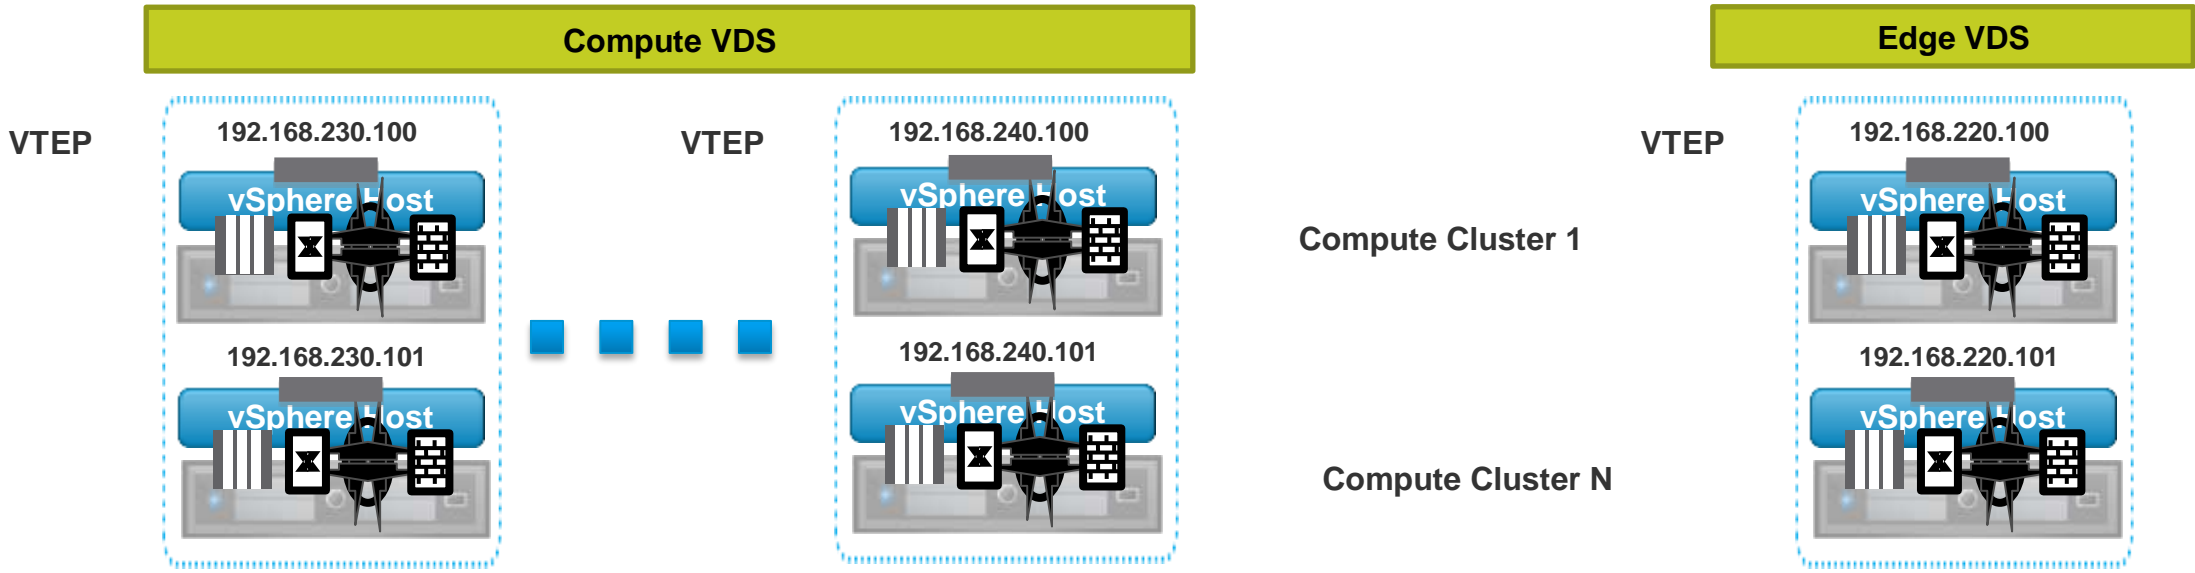 Compute VDS
Edge VDS
VTEP
192.168.230.100
vSphere Host
192.168.230.101
vSphere Host
VTEP
192.168.240.100
vSphere Host
192.168.240.101
vSphere Host
Compute Cluster 1
Compute Cluster N
VTEP
192.168.220.100
vSphere Host
192.168.220.101
vSphere Host